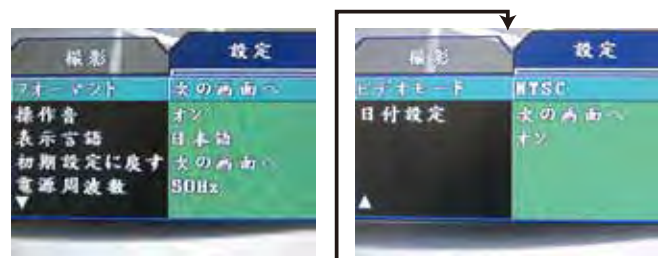 撮影 設定
フォーマット 次の画面へ
操作音 オン
表示言語 日本語
初期設定に戻す 次の画面へ
電源周波数 50Hz
▼
撮影 設定
ビデオモード NTSC
日付設定 次の画面へ
オン
▲